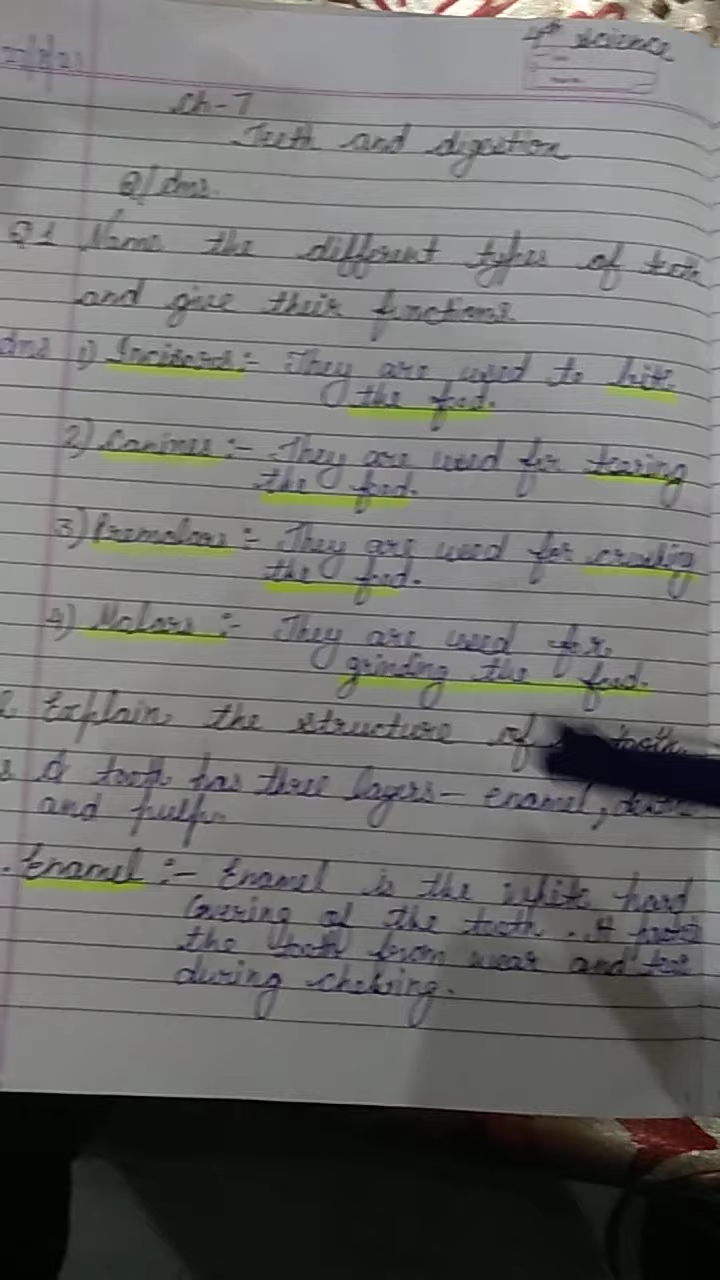 4th science
Ch-7
Teeth and digestion
Q/Ans.
Q1 Name the different types of teeth
and give their functions
Ans 1) Incisors:- They are used to bite
the food.
2) Canines :- They are used for tearing
the food.
3) Premolars :- They are used for crushing
the food.
4) Molars :- They are used for
grinding the food.
Explain the structure of tooth
A tooth has three layers- enamel,
and pulp.
Enamel :- Enamel is the white hard
covering of the tooth. It
the tooth from wear and
during chewing.